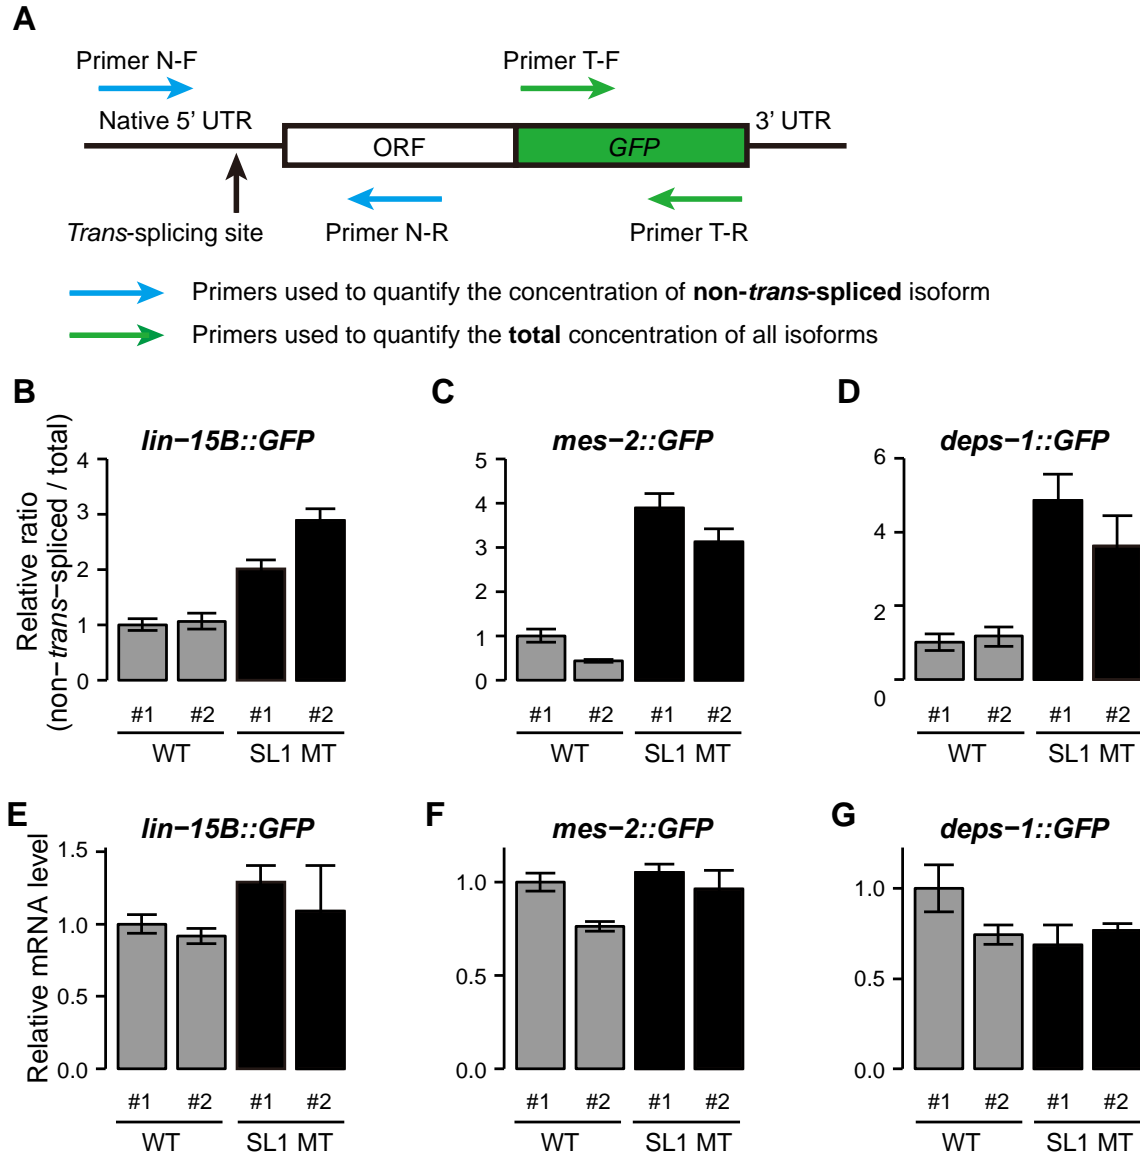 A
Primer N-F
Primer T-F
Native 5’ UTR
3’ UTR
ORF
GFP
Trans-splicing site
Primer N-R
Primer T-R
Primers used to quantify the concentration of non-trans-spliced isoform
Primers used to quantify the total concentration of all isoforms
B
lin−15B::GFP
Relative ratio
(non−trans−spliced / total)
4
3
2
1
0
#1
#2
#1
#2
WT
SL1 MT
C
mes−2::GFP
5
4
3
2
1
0
#1
#2
#1
#2
WT
SL1 MT
D
deps−1::GFP
6
4
2
0
#1
#2
#1
#2
WT
SL1 MT
E
lin−15B::GFP
Relative mRNA level
1.5
1.0
0.5
0.0
#1
#2
#1
#2
WT
SL1 MT
F
mes−2::GFP
1.0
0.5
0.0
#1
#2
#1
#2
WT
SL1 MT
G
deps−1::GFP
1.0
0.5
0.0
#1
#2
#1
#2
WT
SL1 MT